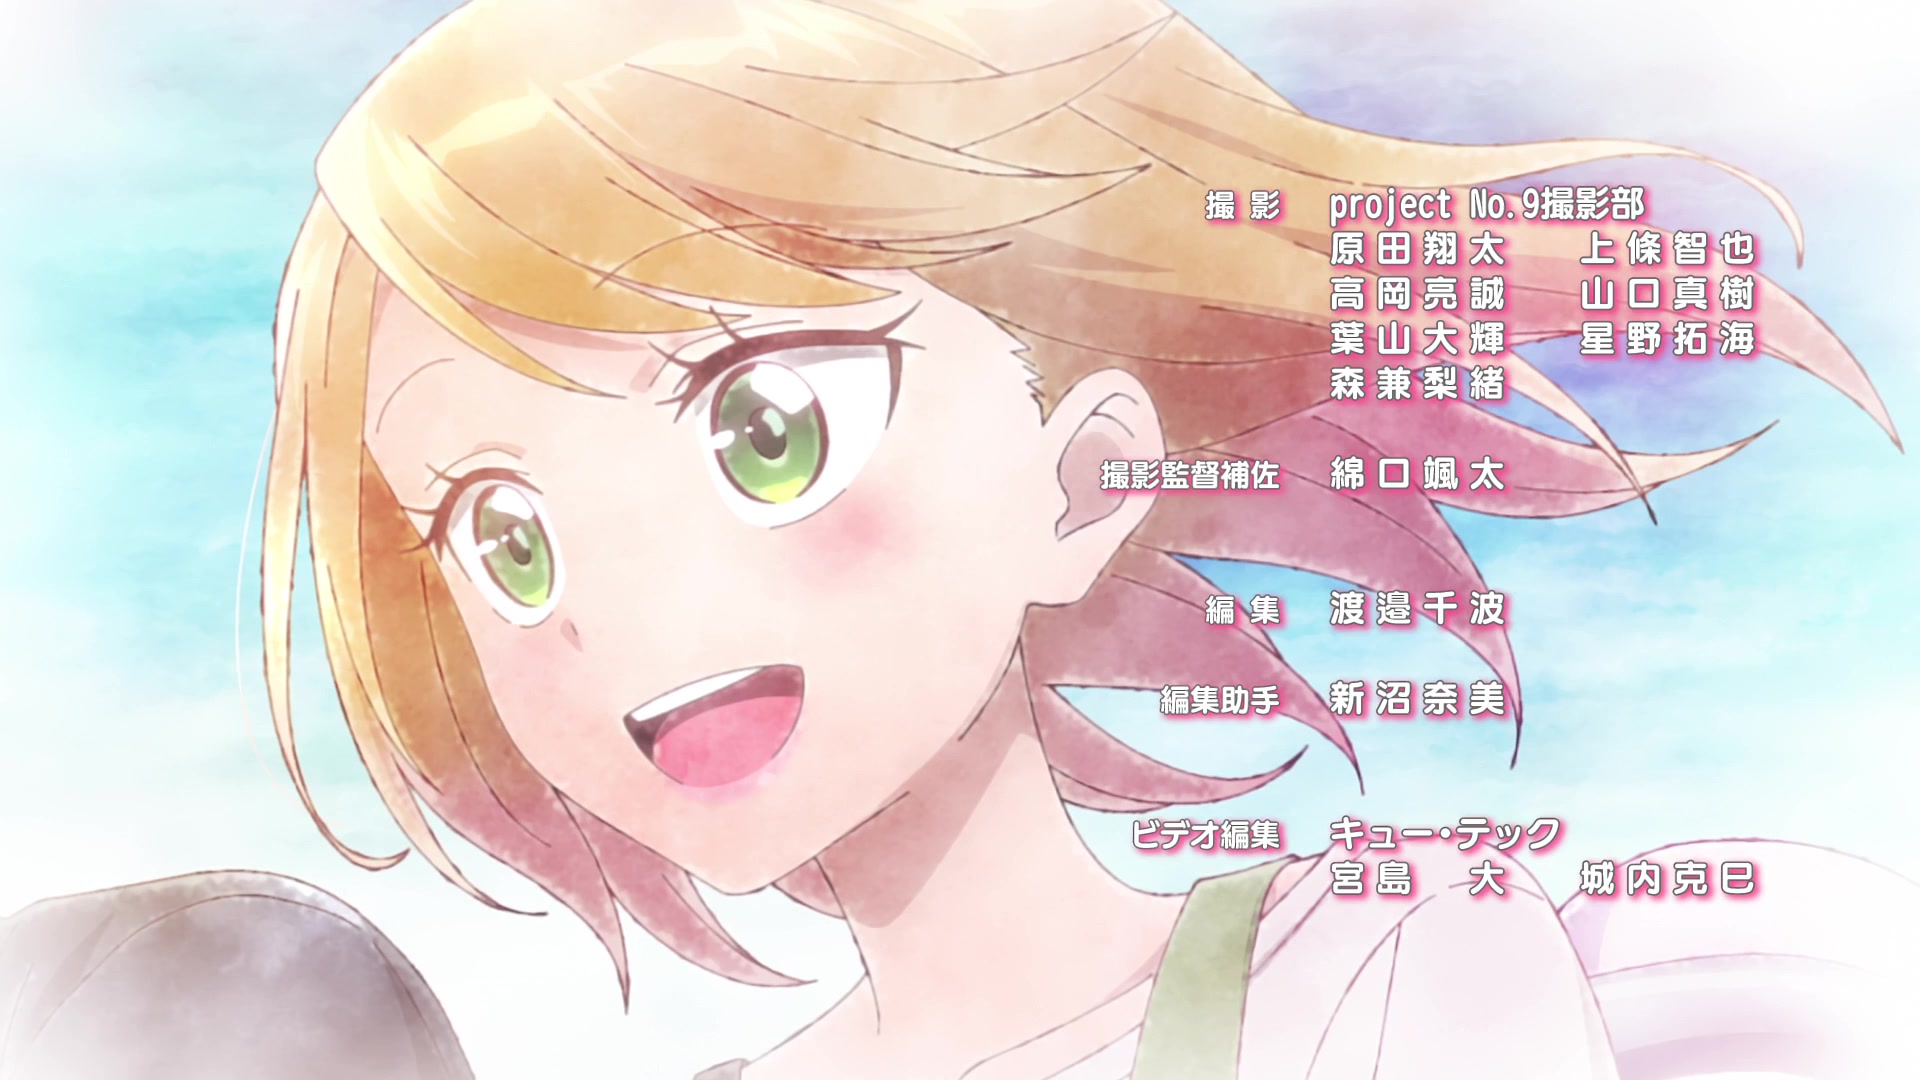 撮影 project No.9撮影部
原田翔太 上條智也
高岡亮誠 山口真樹
葉山大輝 星野拓海
森兼梨緒
撮影監督補佐 綿口颯太
編集 渡邉千波
編集助手 新沼奈美
ビデオ編集 キュー・テック
宮島 大 城内克巳